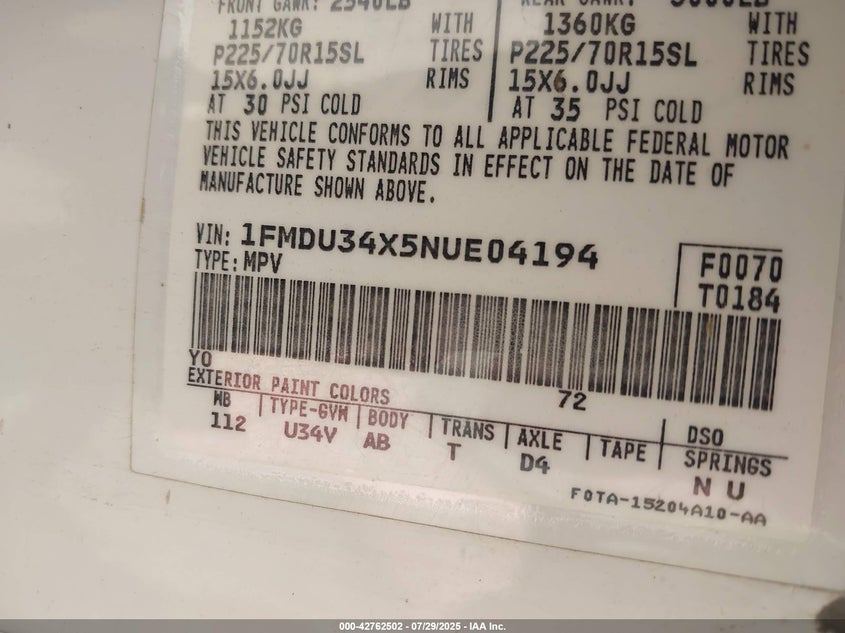 FRONT GAWR: 2540LB
1152KG WITH 1360KG WITH
P225/70R15SL TIRES P225/70R15SL TIRES
15X6.0JJ RIMS 15X6.0JJ RIMS
AT 30 PSI COLD AT 35 PSI COLD
THIS VEHICLE CONFORMS TO ALL APPLICABLE FEDERAL MOTOR
VEHICLE SAFETY STANDARDS IN EFFECT ON THE DATE OF
MANUFACTURE SHOWN ABOVE.
VIN: 1FMDU34X5NUE04194
TYPE: MPV
F0070
T0184
YO 72
EXTERIOR PAINT COLORS DSO
WB TYPE-GVW BODY TRANS AXLE TAPE SPRINGS
112 U34V AB T D4 N U
F0TA-15204A10-AA
000-42762502 - 07/29/2025 - IAA Inc.